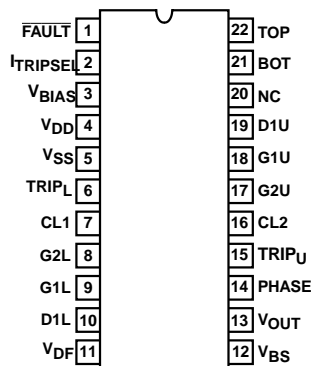 FAULT 1 22 TOP
ITRIPSEL 2 21 BOT
VBIAS 3 20 NC
VDD 4 19 D1U
VSS 5 18 G1U
TRIPL 6 17 G2U
CL1 7 16 CL2
G2L 8 15 TRIPU
G1L 9 14 PHASE
D1L 10 13 VOUT
VDF 11 12 VBS